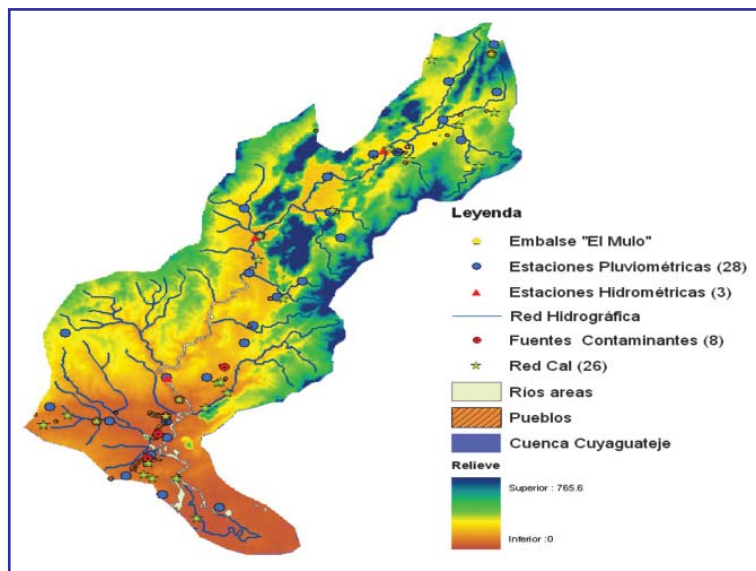 Leyenda
Embalse "El Mulo"
Estaciones Pluviométricas (28)
Estaciones Hidrométricas (3)
Red Hidrográfica
Fuentes Contaminantes (8)
Red Cal (26)
Ríos areas
Pueblos
Cuenca Cuyaguateje
Relieve
Superior : 765.6
Inferior :0